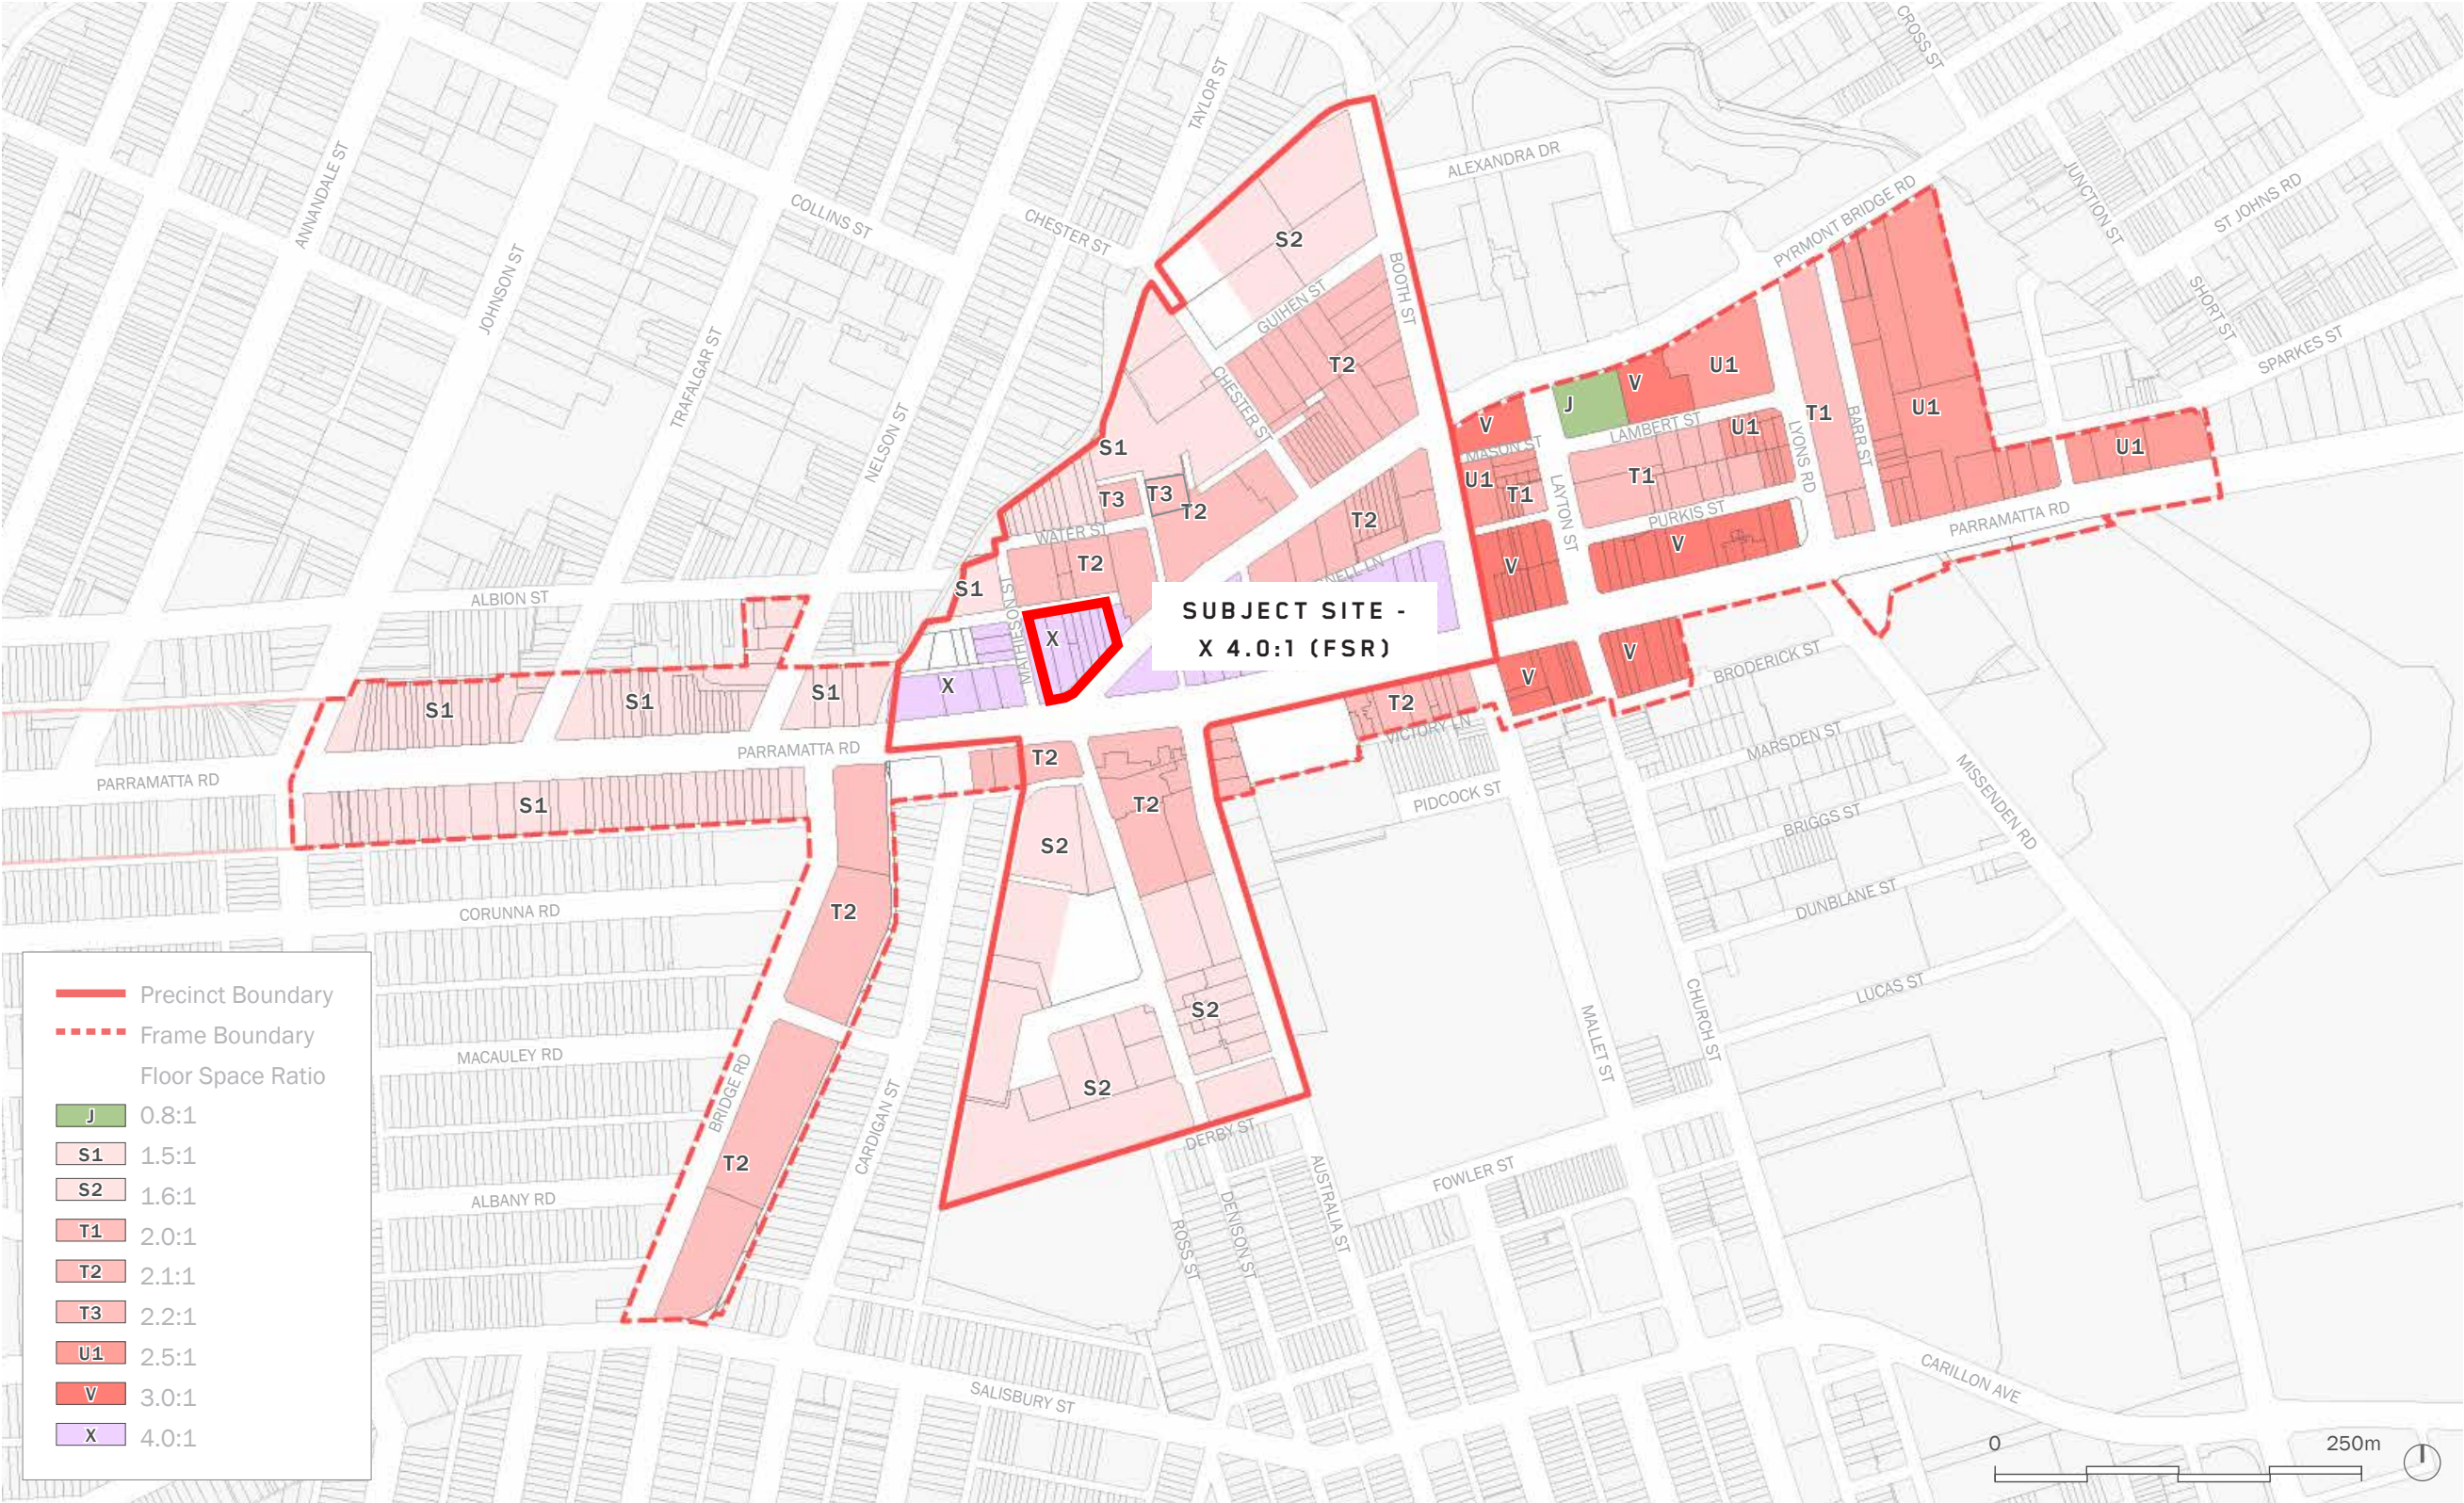 CROSS ST
TAYLOR ST
ALEXANDRA DR
ANNANDALE ST
JUNCTION ST
COLLINS ST
CHESTER ST
PYRMONT BRIDGE RD
ST JOHNS RD
S2
JOHNSON ST
BOOTH ST
GUIHEN ST
SHORT ST
TRAFALGAR ST
SPARKES ST
T2
U1
V
J
CHESTER ST
NELSON ST
T1
BARR ST
U1
V
LAMBERT ST
U1
LYONS RD
S1
MASON ST
U1
T1
U1
T3
T3
T1
LAYTON ST
T2
T2
PURKIS ST
PARRAMATTA RD
WATER ST
V
T2
V
NELL LN
S1
ALBION ST
MATHIESON ST
SUBJECT SITE -
X 4.0:1 (FSR)
X
V
BRODERICK ST
X
S1
S1
S1
V
T2
VICTORY LN
MARSDEN ST
PARRAMATTA RD
T2
PARRAMATTA RD
MISSENDEN RD
S1
T2
PIDCOCK ST
S2
BRIGGS ST
T2
CORUNNA RD
DUNBLANE ST
S2
LUCAS ST
CHURCH ST
MALLET ST
MACAULEY RD
BRIDGE RD
S2
CARDIGAN ST
DERBY ST
T2
AUSTRALIA ST
FOWLER ST
ALBANY RD
ROSS ST
DENISON ST
SALISBURY ST
CARILLON AVE
Precinct Boundary
Frame Boundary
Floor Space Ratio
J 0.8:1
S1 1.5:1
S2 1.6:1
T1 2.0:1
T2 2.1:1
T3 2.2:1
U1 2.5:1
V 3.0:1
X 4.0:1
0 250m